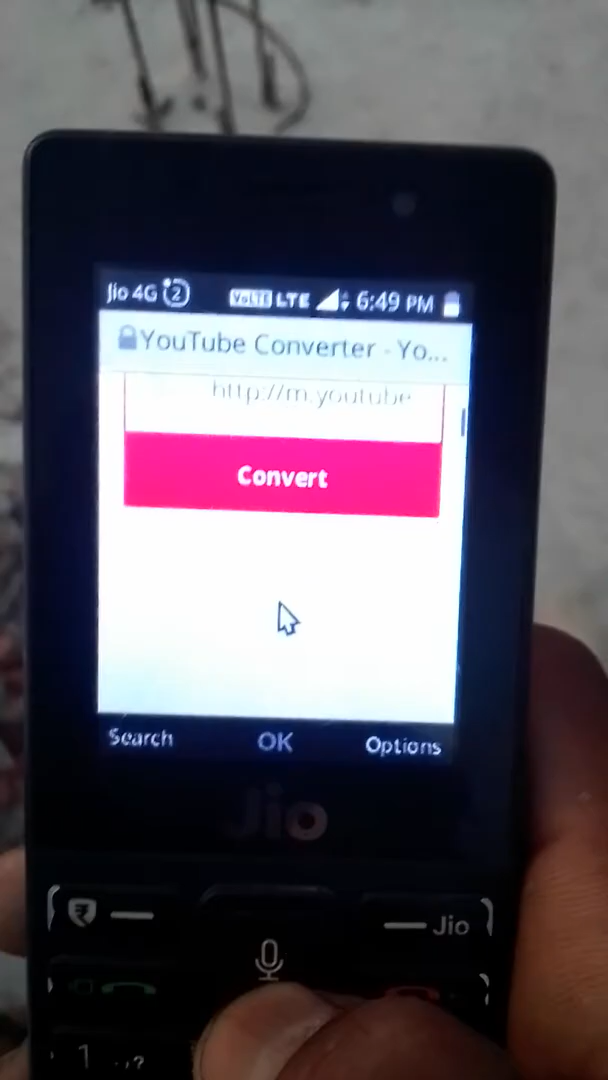 Jio 4G 2 VoLTE LTE 6:49 PM
YouTube Converter - Yo...
http://m.youtube
Convert
Search OK Options
Jio
₹ Jio
1 .,?